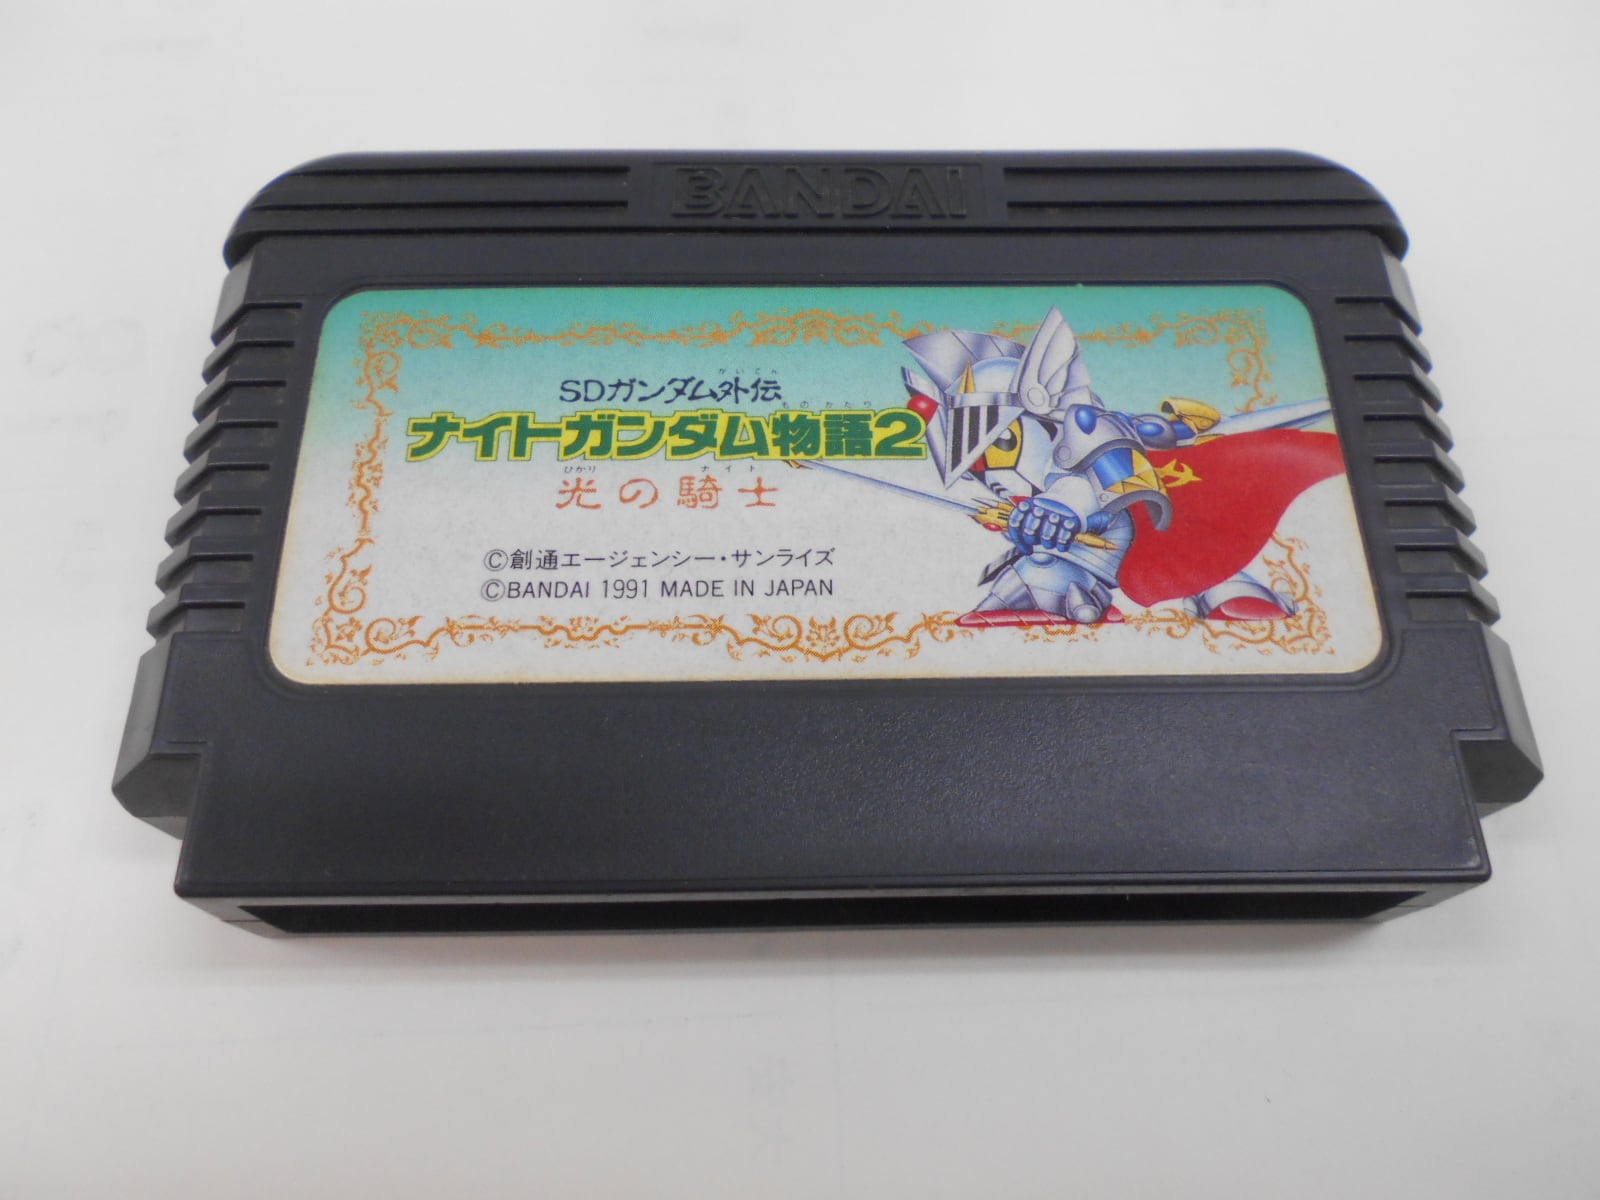 BANDAI
がいでん
SDガンダム外伝
ものがたり
ナイトガンダム物語2
ひかり ナイト
光の騎士
©創通エージェンシー・サンライズ
©BANDAI 1991 MADE IN JAPAN